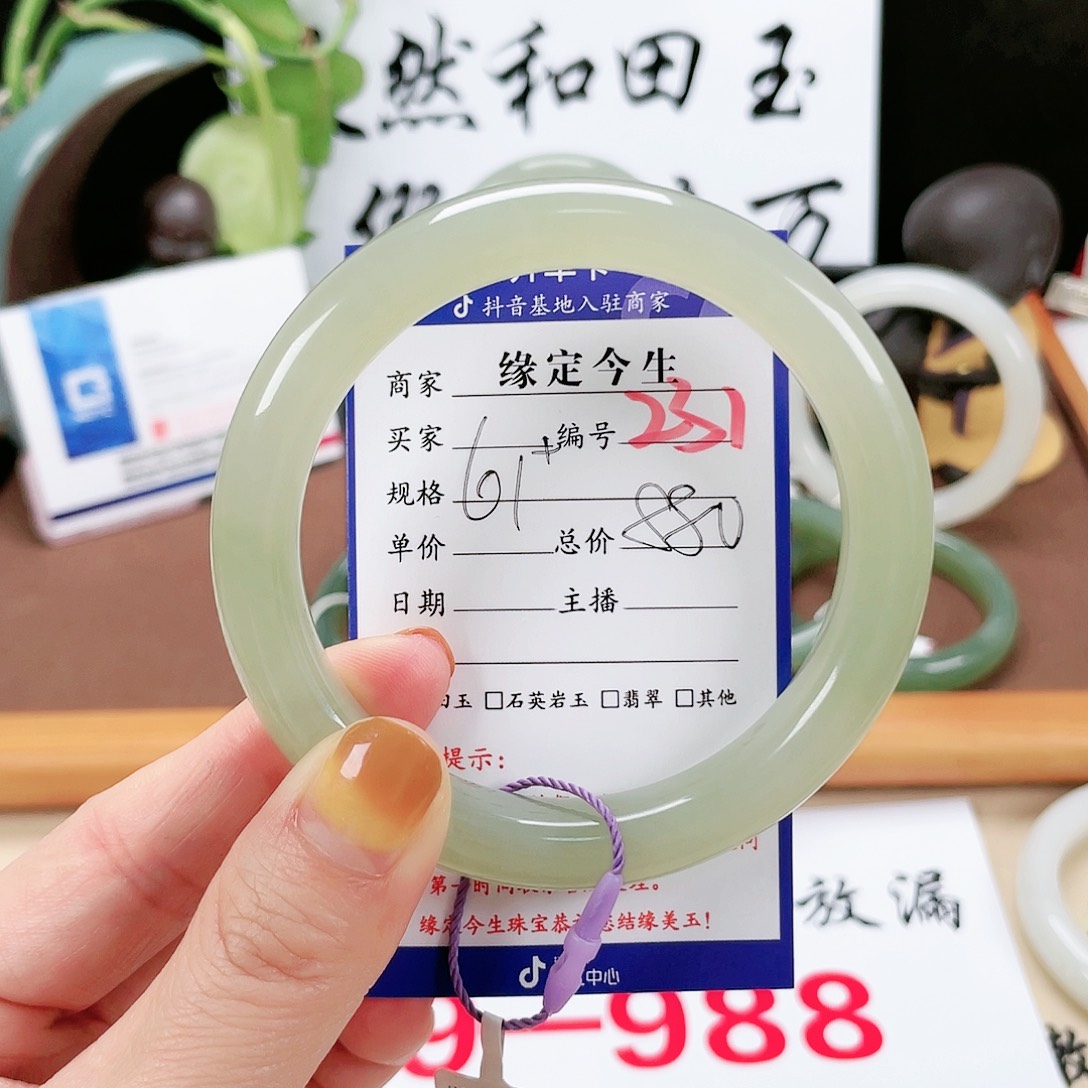 然和田玉
万
抖音基地入驻商家
商家 缘定今生
买家 编号 231
规格 61+
单价 总价 880
日期 主播
玉 □石英岩玉 □翡翠 □其他
提示:
缘定今生珠宝恭 结缘美玉!
中心
放漏
9-988